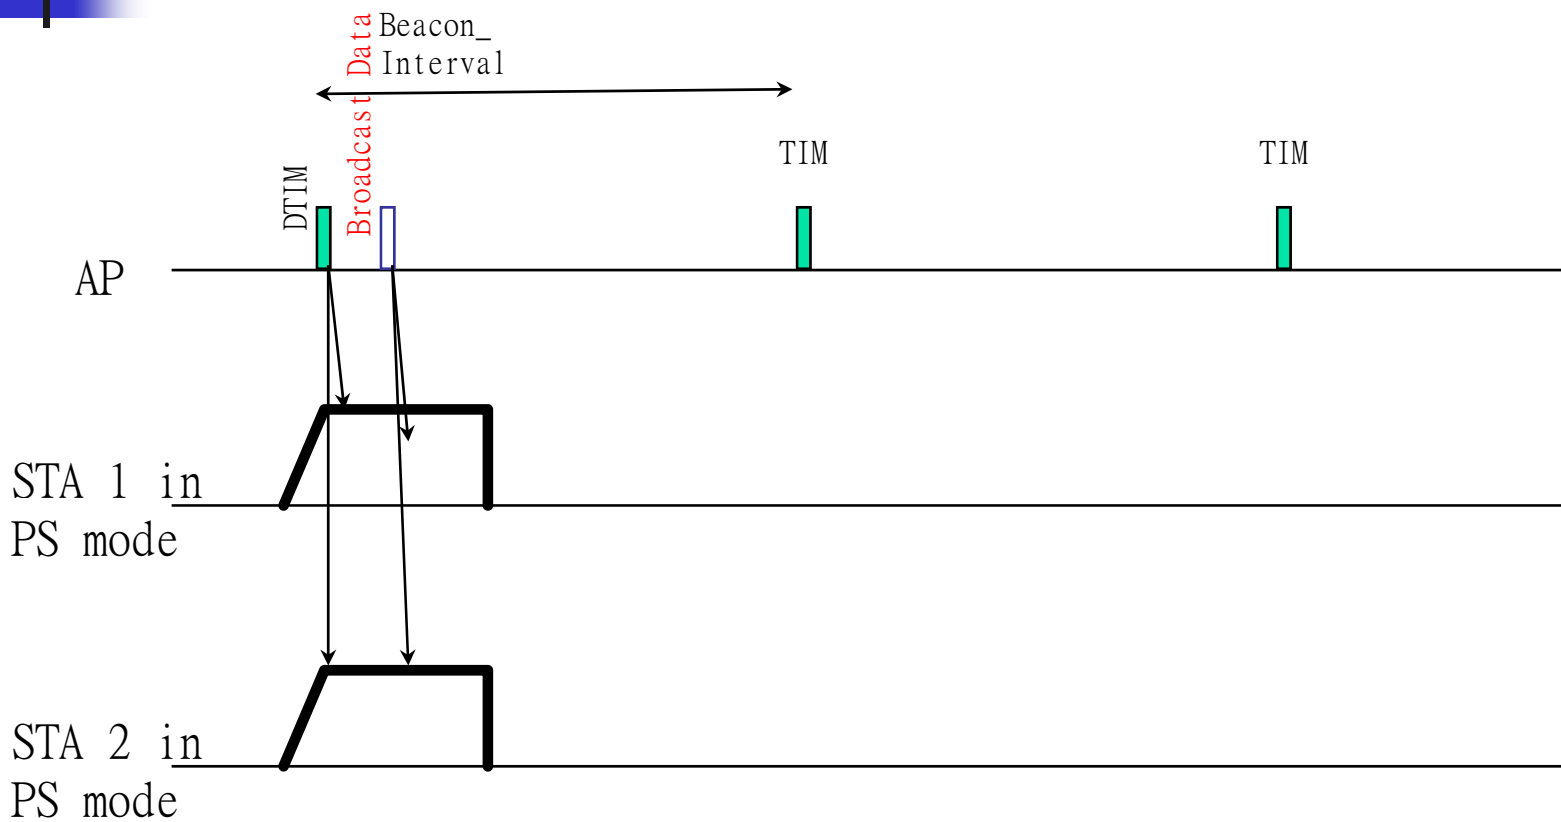 Beacon_
Interval
Broadcast Data
DTIM
TIM
TIM
AP
STA 1 in
PS mode
STA 2 in
PS mode